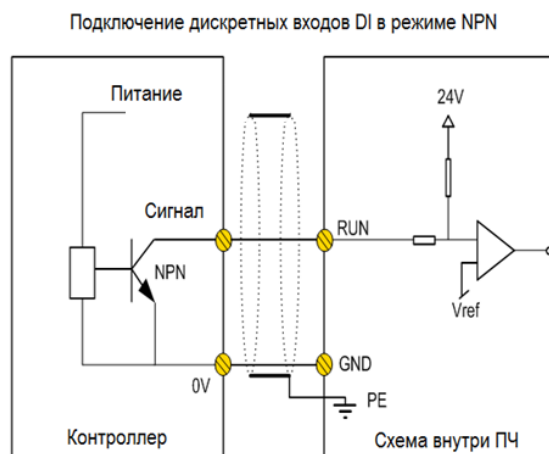 Подключение дискретных входов DI в режиме NPN
Питание
24V
Сигнал
RUN
NPN
Vref
0V
GND
PE
Контроллер
Схема внутри ПЧ